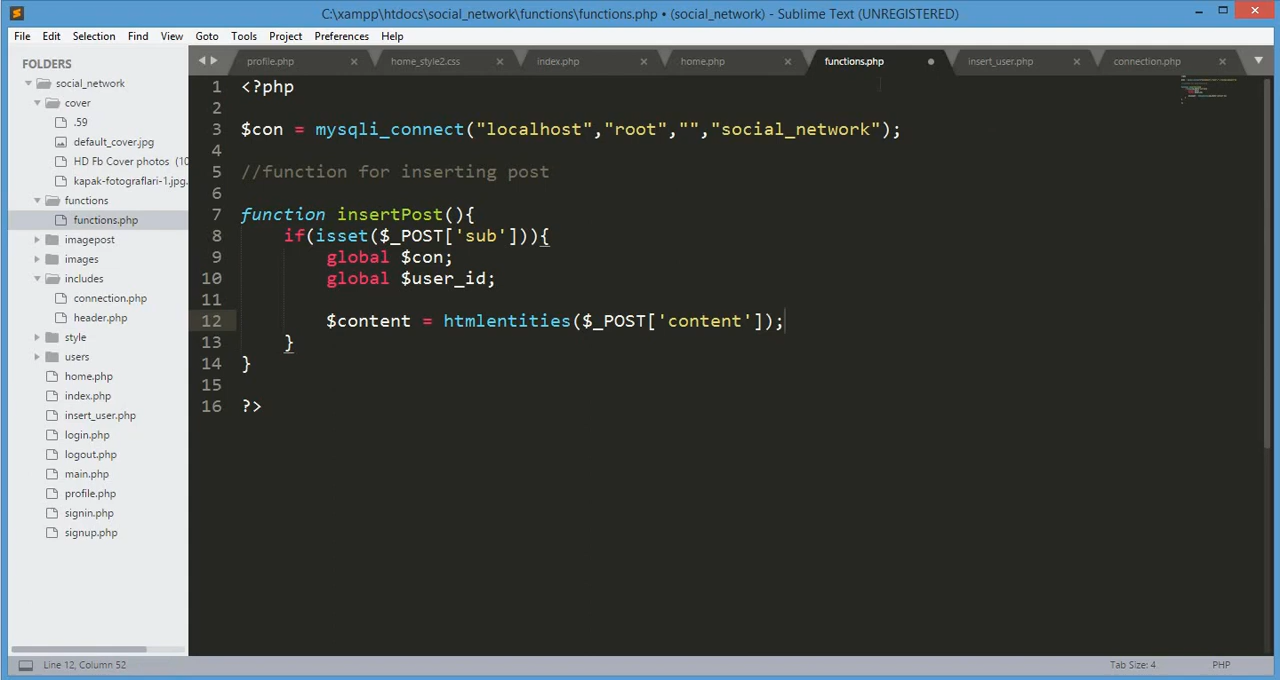 C:\xampp\htdocs\social_network\functions\functions.php • (social_network) - Sublime Text (UNREGISTERED)
File Edit Selection Find View Goto Tools Project Preferences Help
FOLDERS
social_network
cover
.59
default_cover.jpg
HD Fb Cover photos (10
kapak-fotograflari-1.jpg.
functions
functions.php
imagepost
images
includes
connection.php
header.php
style
users
home.php
index.php
insert_user.php
login.php
logout.php
main.php
profile.php
signin.php
signup.php
profile.php home_style2.css index.php home.php functions.php insert_user.php connection.php
1 <?php
2
3 $con = mysqli_connect("localhost","root","","social_network");
4
5 //function for inserting post
6
7 function insertPost(){
8 if(isset($_POST['sub'])){
9 global $con;
10 global $user_id;
11
12 $content = htmlentities($_POST['content']);
13 }
14 }
15
16 ?>
Line 12, Column 52 Tab Size: 4 PHP